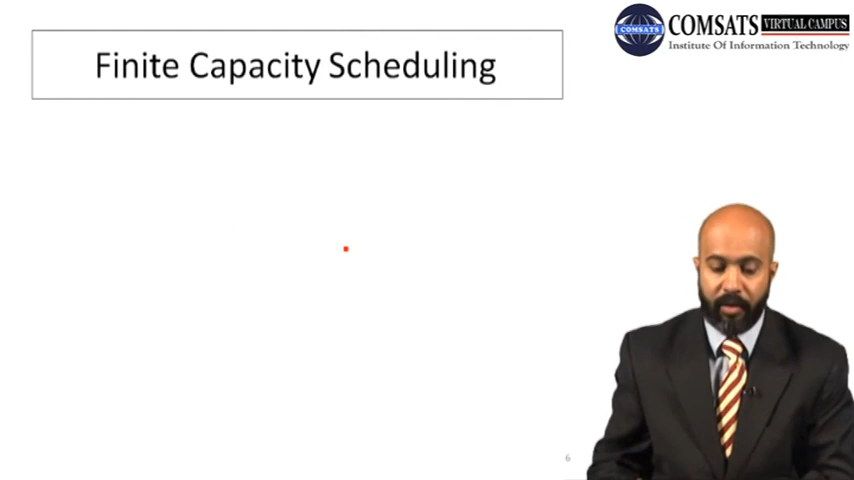 Finite Capacity Scheduling
COMSATS VIRTUAL CAMPUS
Institute Of Information Technology
COMSATS
6